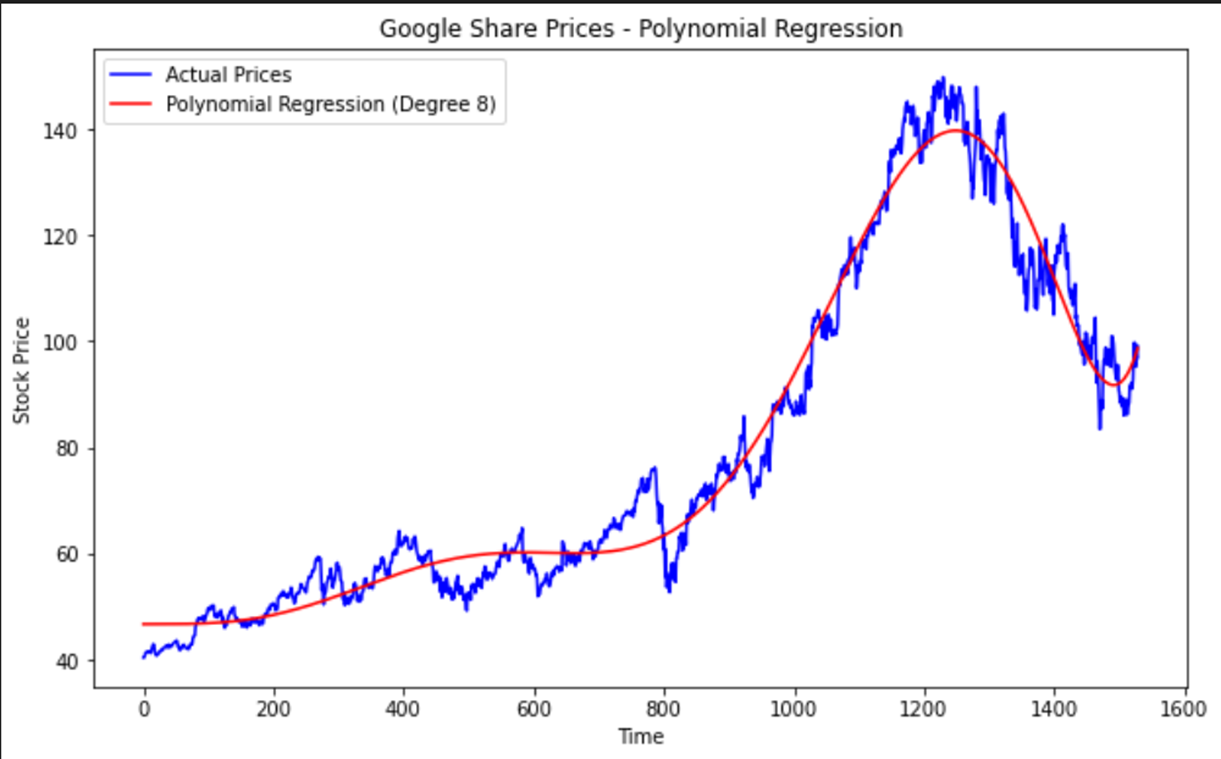 Google Share Prices - Polynomial Regression
Actual Prices
Polynomial Regression (Degree 8)
140
120
100
80
60
40
Stock Price
0 200 400 600 800 1000 1200 1400 1600
Time